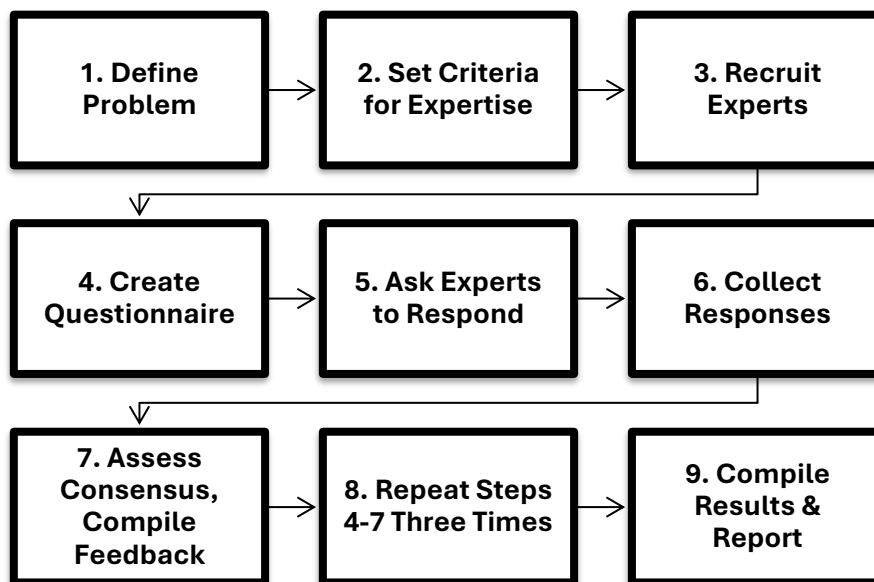 1. Define
Problem
2. Set Criteria
for Expertise
3. Recruit
Experts
4. Create
Questionnaire
5. Ask Experts
to Respond
6. Collect
Responses
7. Assess
Consensus,
Compile
Feedback
8. Repeat Steps
4-7 Three Times
9. Compile
Results &
Report